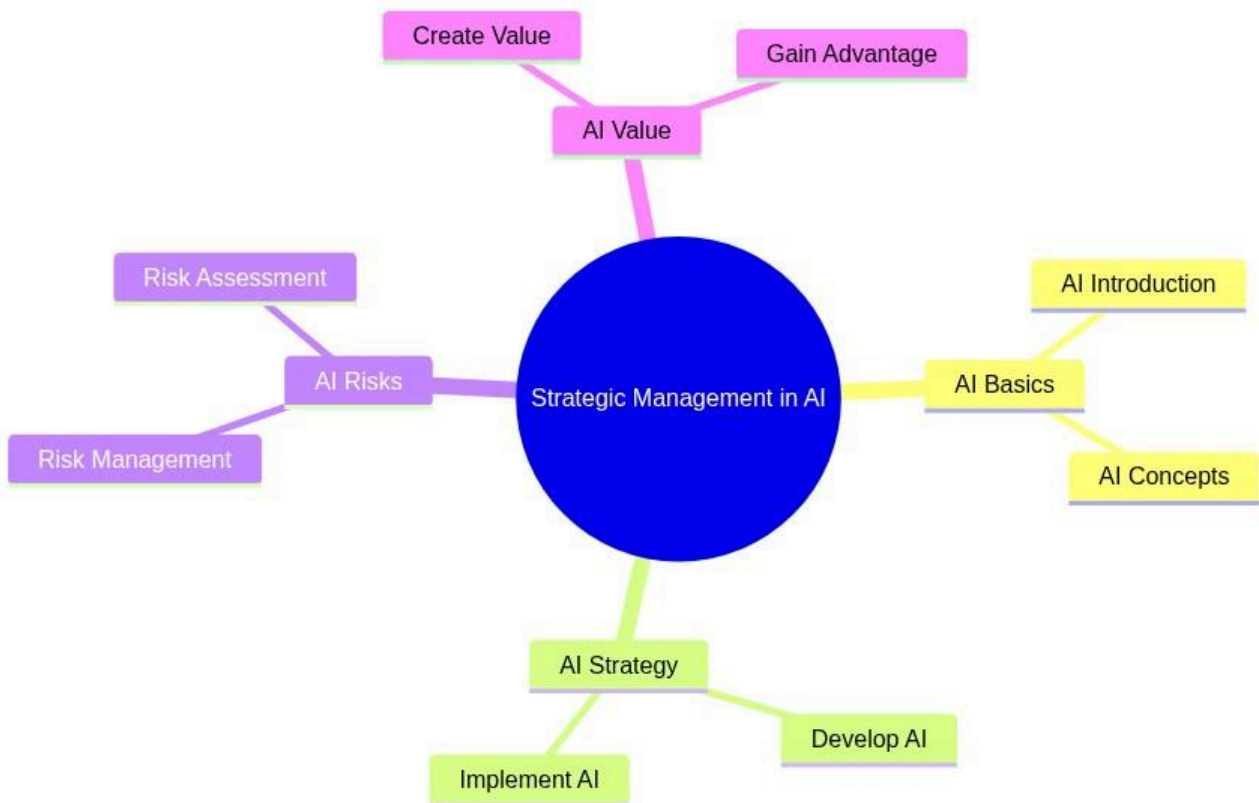 Create Value
Gain Advantage
AI Value
Risk Assessment
AI Introduction
AI Risks
AI Basics
Strategic Management in AI
Risk Management
AI Concepts
AI Strategy
Develop AI
Implement AI